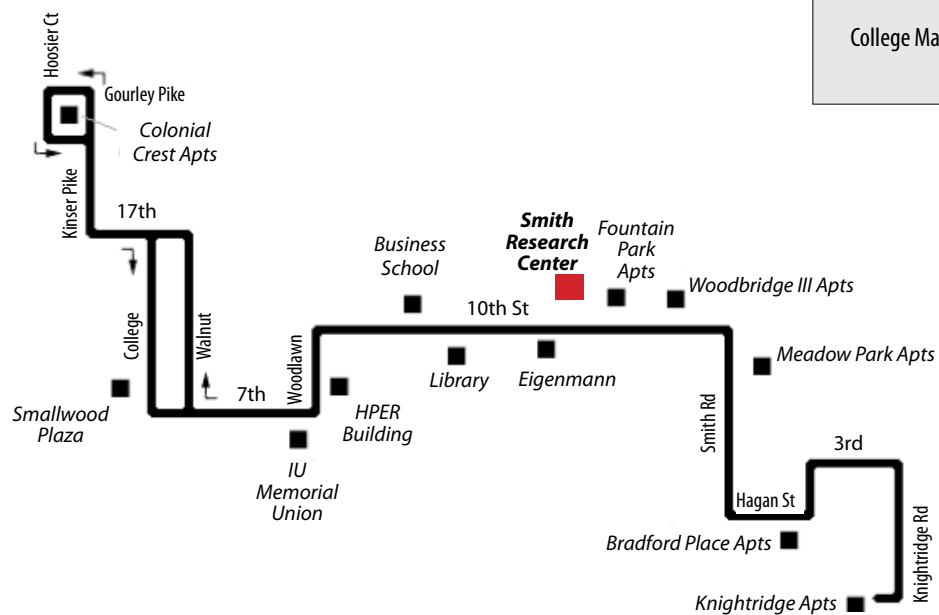 College Ma
Hoosier Ct
Gourley Pike
Colonial
Crest Apts
Kinser Pike
17th
Smith
Research
Center
Fountain
Park
Apts
Business
School
Woodbridge III Apts
10th St
College
Walnut
Woodlawn
7th
Library
Eigenmann
Meadow Park Apts
Smallwood
Plaza
HPER
Building
IU
Memorial
Union
Smith Rd
3rd
Hagan St
Knightridge Rd
Bradford Place Apts
Knightridge Apts